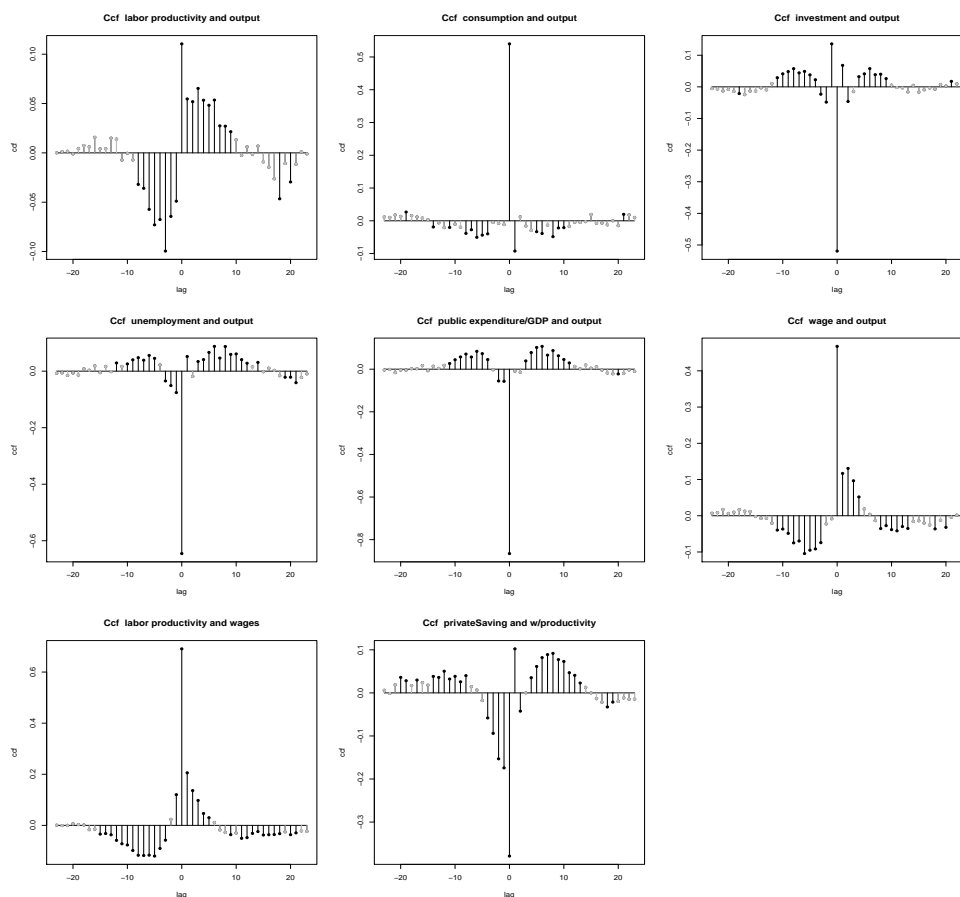 Ccf labor productivity and output
ccf
0.10
0.05
0.00
−0.05
−0.10
−20 −10 0 10 20
lag
Ccf consumption and output
ccf
0.5
0.4
0.3
0.2
0.1
0.0
−0.1
−20 −10 0 10 20
lag
Ccf investment and output
ccf
0.1
0.0
−0.1
−0.2
−0.3
−0.4
−0.5
−20 −10 0 10 20
lag
Ccf unemployment and output
ccf
0.0
−0.2
−0.4
−0.6
−20 −10 0 10 20
lag
Ccf public expenditure/GDP and output
ccf
0.0
−0.2
−0.4
−0.6
−0.8
−20 −10 0 10 20
lag
Ccf wage and output
ccf
0.4
0.3
0.2
0.1
0.0
−0.1
−20 −10 0 10 20
lag
Ccf labor productivity and wages
ccf
0.6
0.4
0.2
0.0
−20 −10 0 10 20
lag
Ccf privateSaving and w/productivity
ccf
0.1
0.0
−0.1
−0.2
−0.3
−20 −10 0 10 20
lag